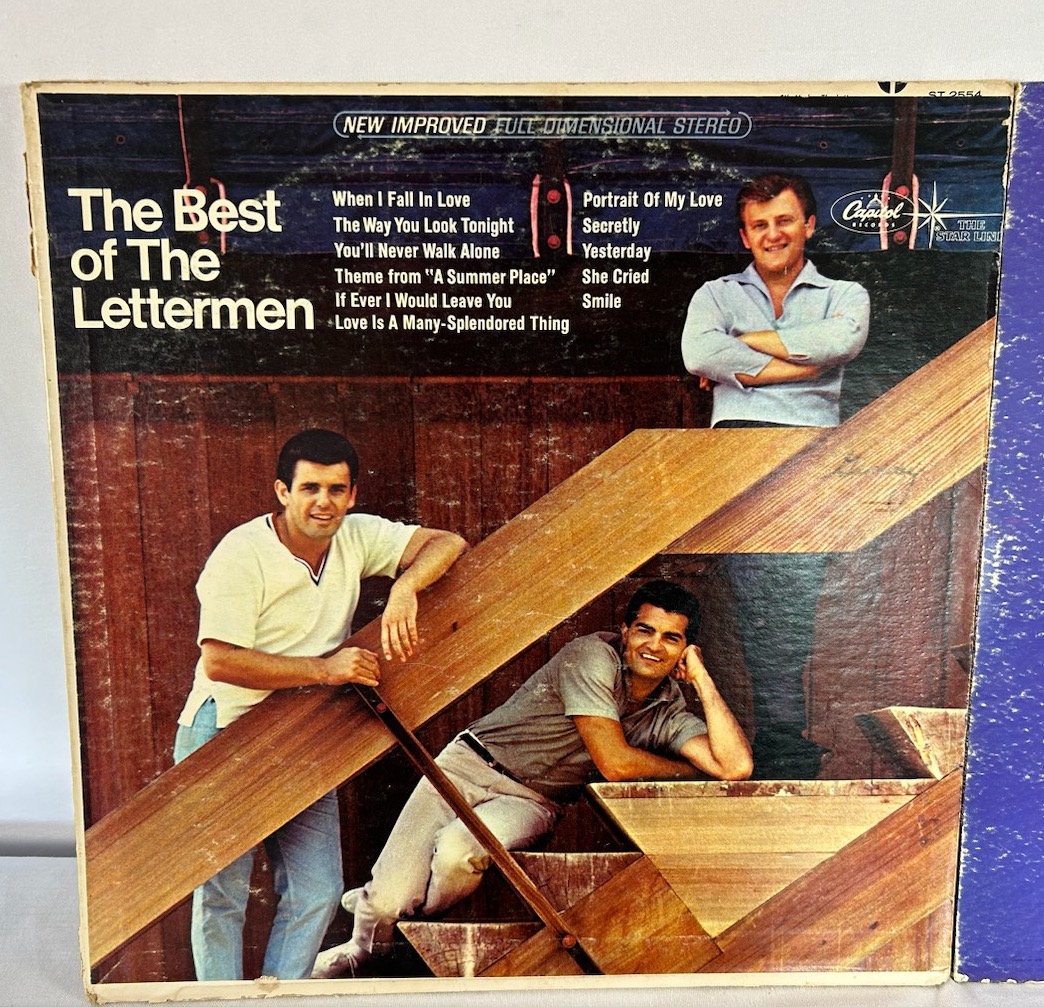 ST 2554
NEW IMPROVED FULL DIMENSIONAL STEREO
The Best
of The
Lettermen
When I Fall In Love
The Way You Look Tonight
You'll Never Walk Alone
Theme from "A Summer Place"
If Ever I Would Leave You
Love Is A Many-Splendored Thing
Portrait Of My Love
Secretly
Yesterday
She Cried
Smile
Capitol
RECORDS
THE
STAR LINE